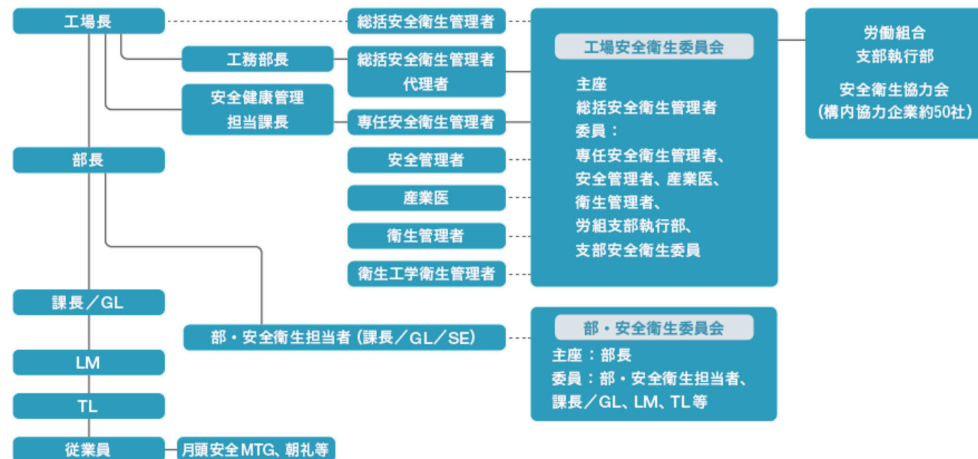 工場長
総括安全衛生管理者
工務部長
総括安全衛生管理者
代理者
安全健康管理
担当課長
専任安全衛生管理者
部長
安全管理者
産業医
衛生管理者
衛生工学衛生管理者
課長／GL
部・安全衛生担当者（課長／GL／SE）
LM
TL
従業員
月頭安全MTG、朝礼等
工場安全衛生委員会
主座
総括安全衛生管理者
委員：
専任安全衛生管理者、
安全管理者、産業医、
衛生管理者、
労組支部執行部、
支部安全衛生委員
労働組合
支部執行部
安全衛生協力会
（構内協力企業約50社）
部・安全衛生委員会
主座：部長
委員：部・安全衛生担当者、
課長／GL、LM、TL等